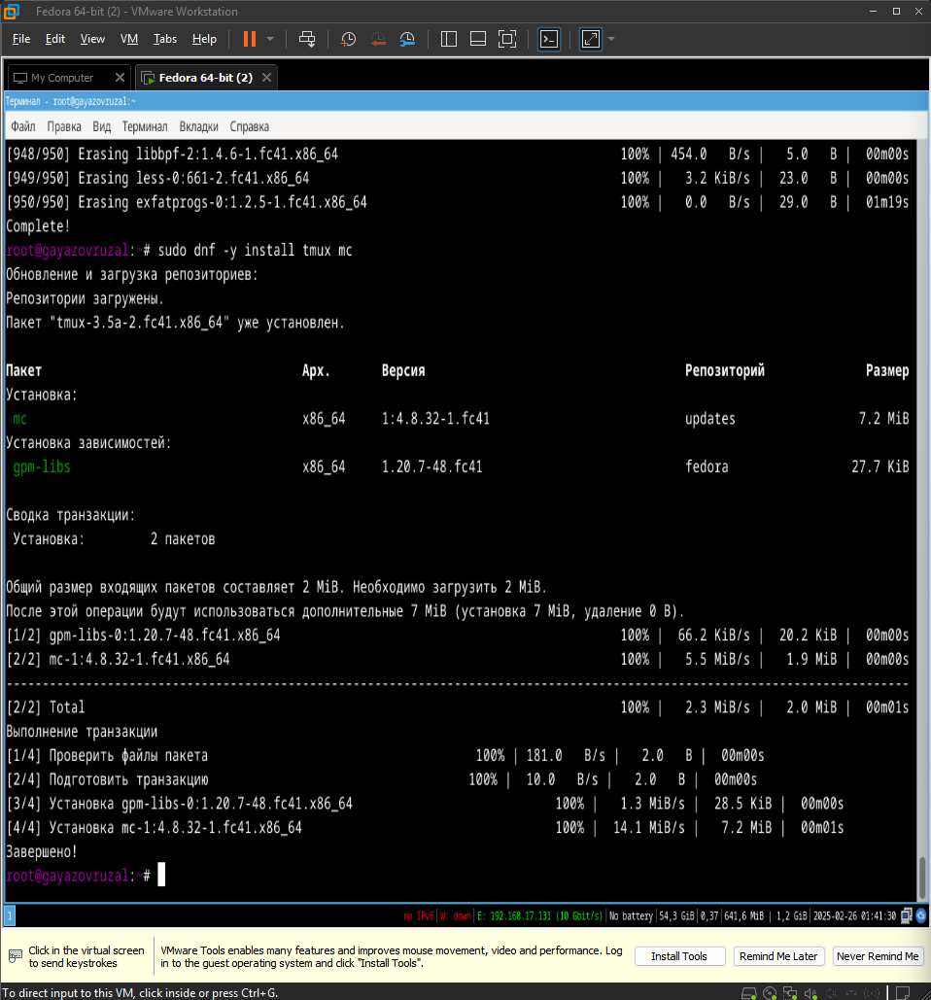 Fedora 64-bit (2) - VMware Workstation
File Edit View VM Tabs Help
My Computer Fedora 64-bit (2)
Терминал - root@gayazovruzal:~
Файл Правка Вид Терминал Вкладки Справка
[948/950] Erasing libbpf-2:1.4.6-1.fc41.x86_64 100% | 454.0 B/s | 5.0 B | 00m00s
[949/950] Erasing less-0:661-2.fc41.x86_64 100% | 3.2 KiB/s | 23.0 B | 00m00s
[950/950] Erasing exfatprogs-0:1.2.5-1.fc41.x86_64 100% | 0.0 B/s | 29.0 B | 01m19s
Complete!
root@gayazovruzal:~# sudo dnf -y install tmux mc
Обновление и загрузка репозиториев:
Репозитории загружены.
Пакет "tmux-3.5a-2.fc41.x86_64" уже установлен.
Пакет Арх. Версия Репозиторий Размер
Установка:
mc x86_64 1:4.8.32-1.fc41 updates 7.2 MiB
Установка зависимостей:
gpm-libs x86_64 1.20.7-48.fc41 fedora 27.7 KiB
Сводка транзакции:
Установка: 2 пакетов
Общий размер входящих пакетов составляет 2 MiB. Необходимо загрузить 2 MiB.
После этой операции будут использоваться дополнительные 7 MiB (установка 7 MiB, удаление 0 B).
[1/2] gpm-libs-0:1.20.7-48.fc41.x86_64 100% | 66.2 KiB/s | 20.2 KiB | 00m00s
[2/2] mc-1:4.8.32-1.fc41.x86_64 100% | 5.5 MiB/s | 1.9 MiB | 00m00s
--------------------------------------------------------------------------------
[2/2] Total 100% | 2.3 MiB/s | 2.0 MiB | 00m01s
Выполнение транзакции
[1/4] Проверить файлы пакета 100% | 181.0 B/s | 2.0 B | 00m00s
[2/4] Подготовить транзакцию 100% | 10.0 B/s | 2.0 B | 00m00s
[3/4] Установка gpm-libs-0:1.20.7-48.fc41.x86_64 100% | 1.3 MiB/s | 28.5 KiB | 00m00s
[4/4] Установка mc-1:4.8.32-1.fc41.x86_64 100% | 14.1 MiB/s | 7.2 MiB | 00m01s
Завершено!
root@gayazovruzal:~#
1 no IPv6|W: down|E: 192.168.17.131 (10 Gbit/s)|No battery|54,3 GiB|0,37|641,6 MiB | 1,2 GiB|2025-02-26 01:41:30
Click in the virtual screen
to send keystrokes
VMware Tools enables many features and improves mouse movement, video and performance. Log
in to the guest operating system and click "Install Tools".
Install Tools Remind Me Later Never Remind Me
To direct input to this VM, click inside or press Ctrl+G.